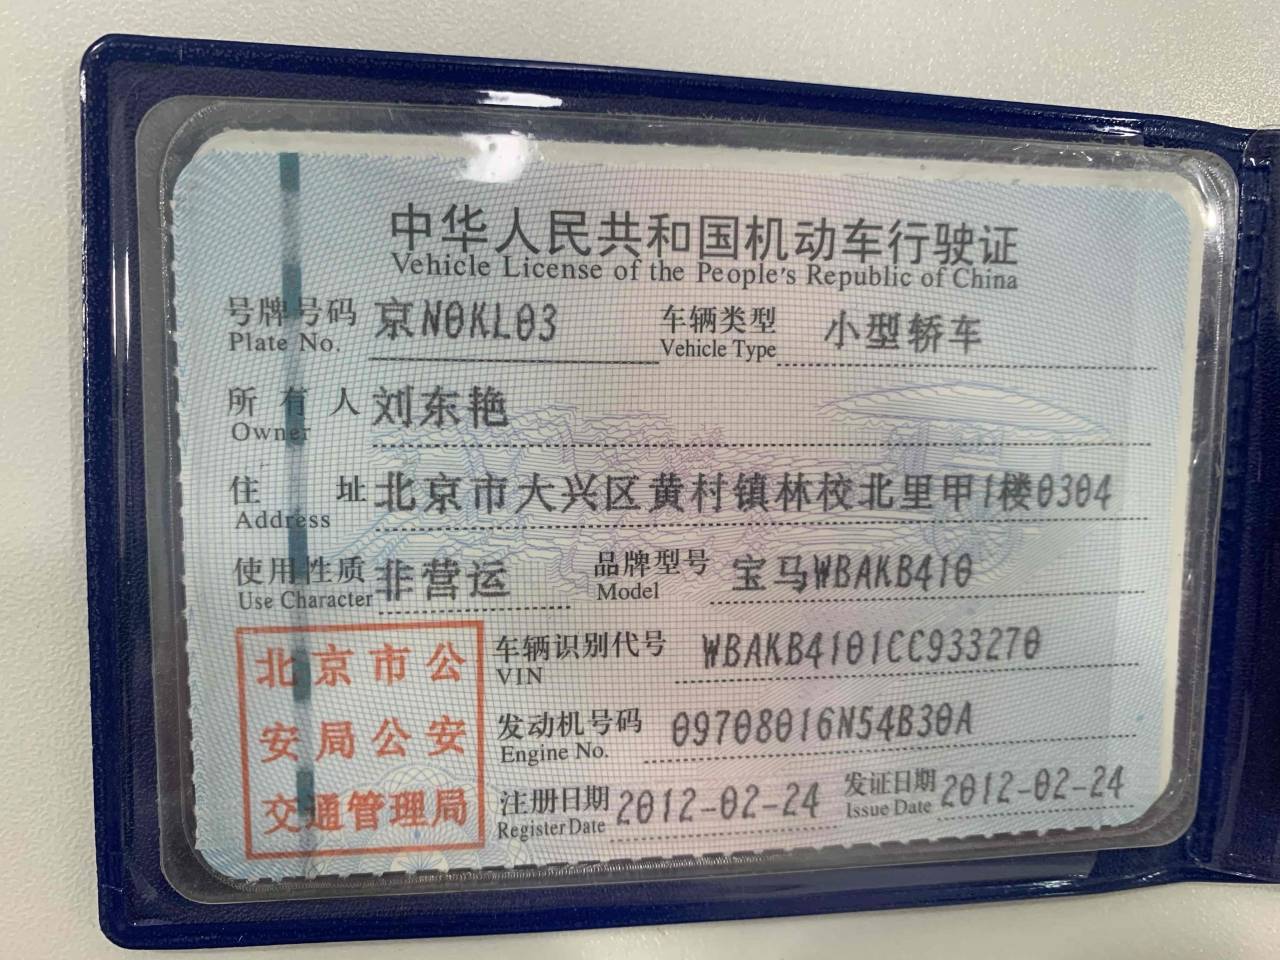 中华人民共和国机动车行驶证
Vehicle License of the People's Republic of China
号牌号码 京N0KL03 车辆类型 小型轿车
Plate No. Vehicle Type
所有人 刘东艳
Owner
住址 北京市大兴区黄村镇林校北里甲1楼0304
Address
使用性质 非营运 品牌型号 宝马WBAKB410
Use Character Model
北京市公
安局公安
交通管理局
车辆识别代号 WBAKB4101CC933270
VIN
发动机号码 09708016N54B30A
Engine No.
注册日期 2012-02-24 发证日期 2012-02-24
Register Date Issue Date